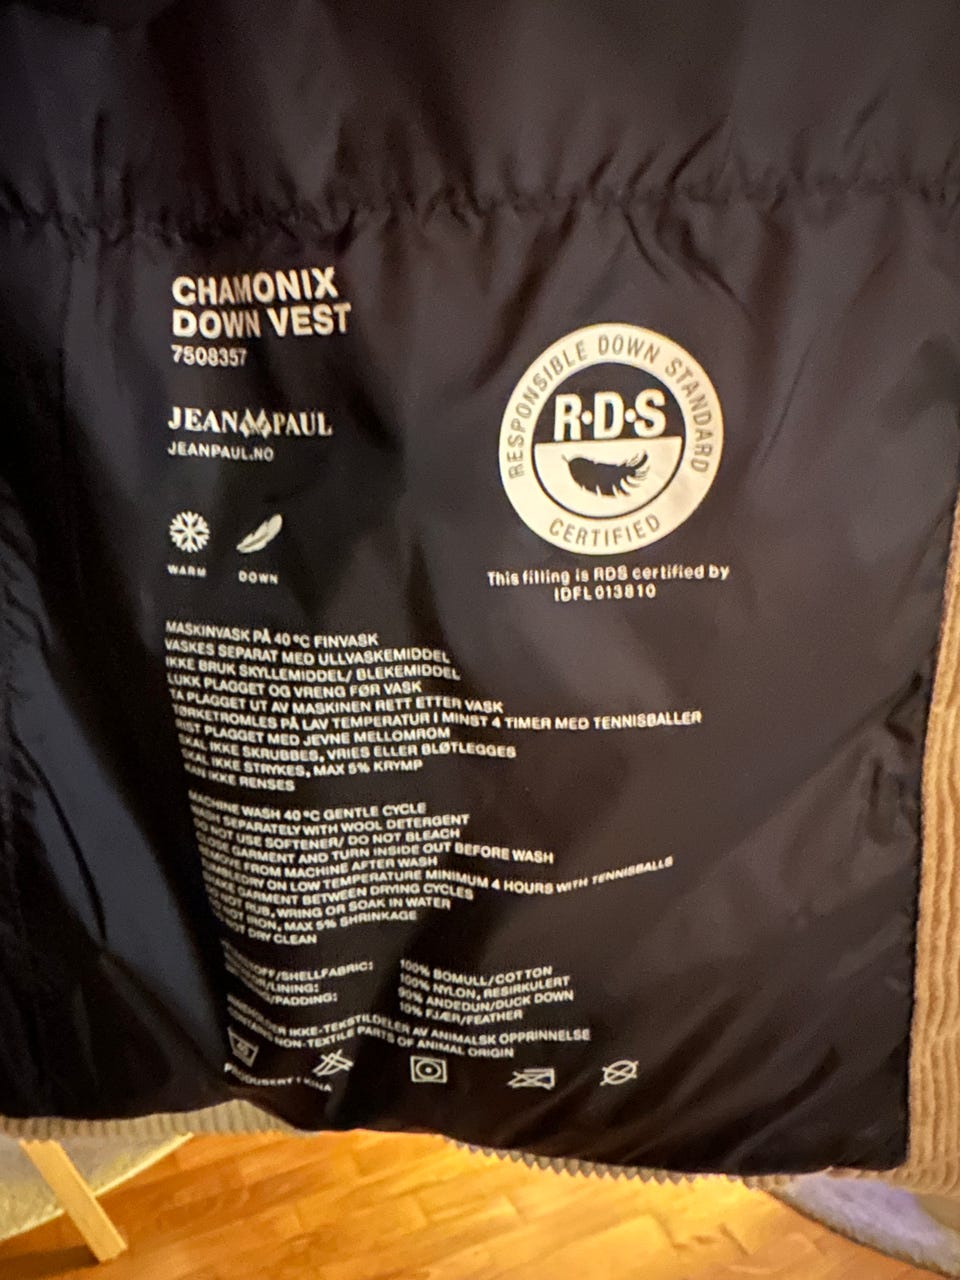 CHAMONIX
DOWN VEST
7508357
JEAN PAUL
JEANPAUL.NO
WARM
DOWN
RESPONSIBLE DOWN STANDARD
R·D·S
CERTIFIED
This filling is RDS certified by
IDFL013810
MASKINVASK PÅ 40 °C FINVASK
VASKES SEPARAT MED ULLVASKEMIDDEL
IKKE BRUK SKYLLEMIDDEL/ BLEKEMIDDEL
LUKK PLAGGET OG VRENG FØR VASK
TA PLAGGET UT AV MASKINEN RETT ETTER VASK
TØRKETROMLES PÅ LAV TEMPERATUR I MINST 4 TIMER MED TENNISBALLER
RIST PLAGGET MED JEVNE MELLOMROM
SKAL IKKE SKRUBBES, VRIES ELLER BLØTLEGGES
SKAL IKKE STRYKES, MAX 5% KRYMP
KAN IKKE RENSES
MACHINE WASH 40 °C GENTLE CYCLE
WASH SEPARATELY WITH WOOL DETERGENT
DO NOT USE SOFTENER/ DO NOT BLEACH
CLOSE GARMENT AND TURN INSIDE OUT BEFORE WASH
REMOVE FROM MACHINE AFTER WASH
TUMBLEDRY ON LOW TEMPERATURE MINIMUM 4 HOURS WITH TENNISBALLS
SHAKE GARMENT BETWEEN DRYING CYCLES
DO NOT RUB, WRING OR SOAK IN WATER
DO NOT IRON, MAX 5% SHRINKAGE
NOT DRY CLEAN
/SHELLFABRIC: 100% BOMULL/COTTON
/LINING: 100% NYLON, RESIRKULERT
/PADDING: 90% ANDEDUN/DUCK DOWN
10% FJÆR/FEATHER
INNEHOLDER IKKE-TEKSTILDELER AV ANIMALSK OPPRINNELSE
CONTAINS NON-TEXTILE PARTS OF ANIMAL ORIGIN
40
PRODUSERT I KINA